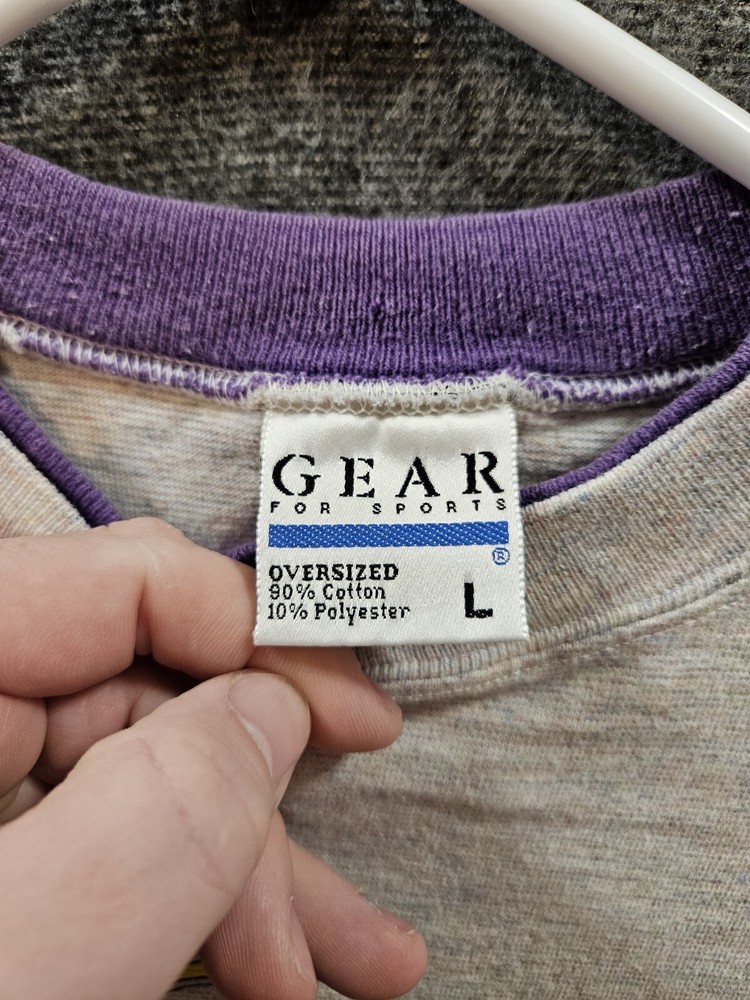 GEAR
FOR SPORTS
®
OVERSIZED
90% Cotton
10% Polyester
L